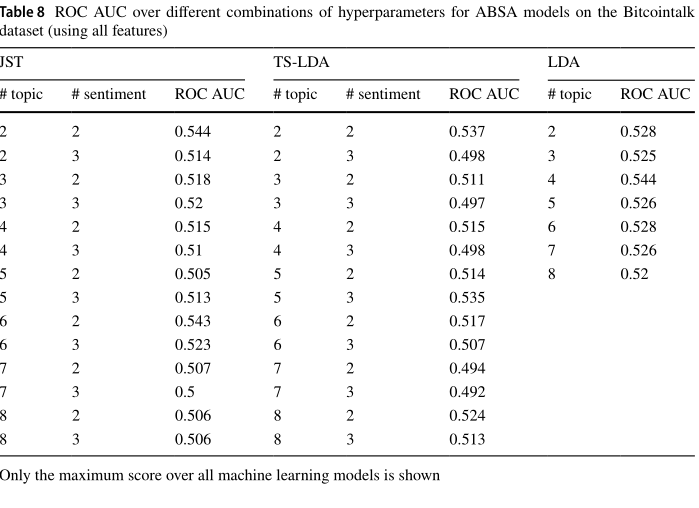 Table 8 ROC AUC over different combinations of hyperparameters for ABSA models on the Bitcointalk
dataset (using all features)
JST TS-LDA LDA
# topic # sentiment ROC AUC # topic # sentiment ROC AUC # topic ROC AUC
2 2 0.544 2 2 0.537 2 0.528
2 3 0.514 2 3 0.498 3 0.525
3 2 0.518 3 2 0.511 4 0.544
3 3 0.52 3 3 0.497 5 0.526
4 2 0.515 4 2 0.515 6 0.528
4 3 0.51 4 3 0.498 7 0.526
5 2 0.505 5 2 0.514 8 0.52
5 3 0.513 5 3 0.535
6 2 0.543 6 2 0.517
6 3 0.523 6 3 0.507
7 2 0.507 7 2 0.494
7 3 0.5 7 3 0.492
8 2 0.506 8 2 0.524
8 3 0.506 8 3 0.513
Only the maximum score over all machine learning models is shown